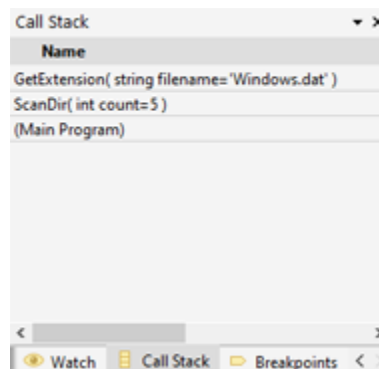 Call Stack
Name
GetExtension( string filename='Windows.dat' )
ScanDir( int count=5 )
(Main Program)
Watch Call Stack Breakpoints